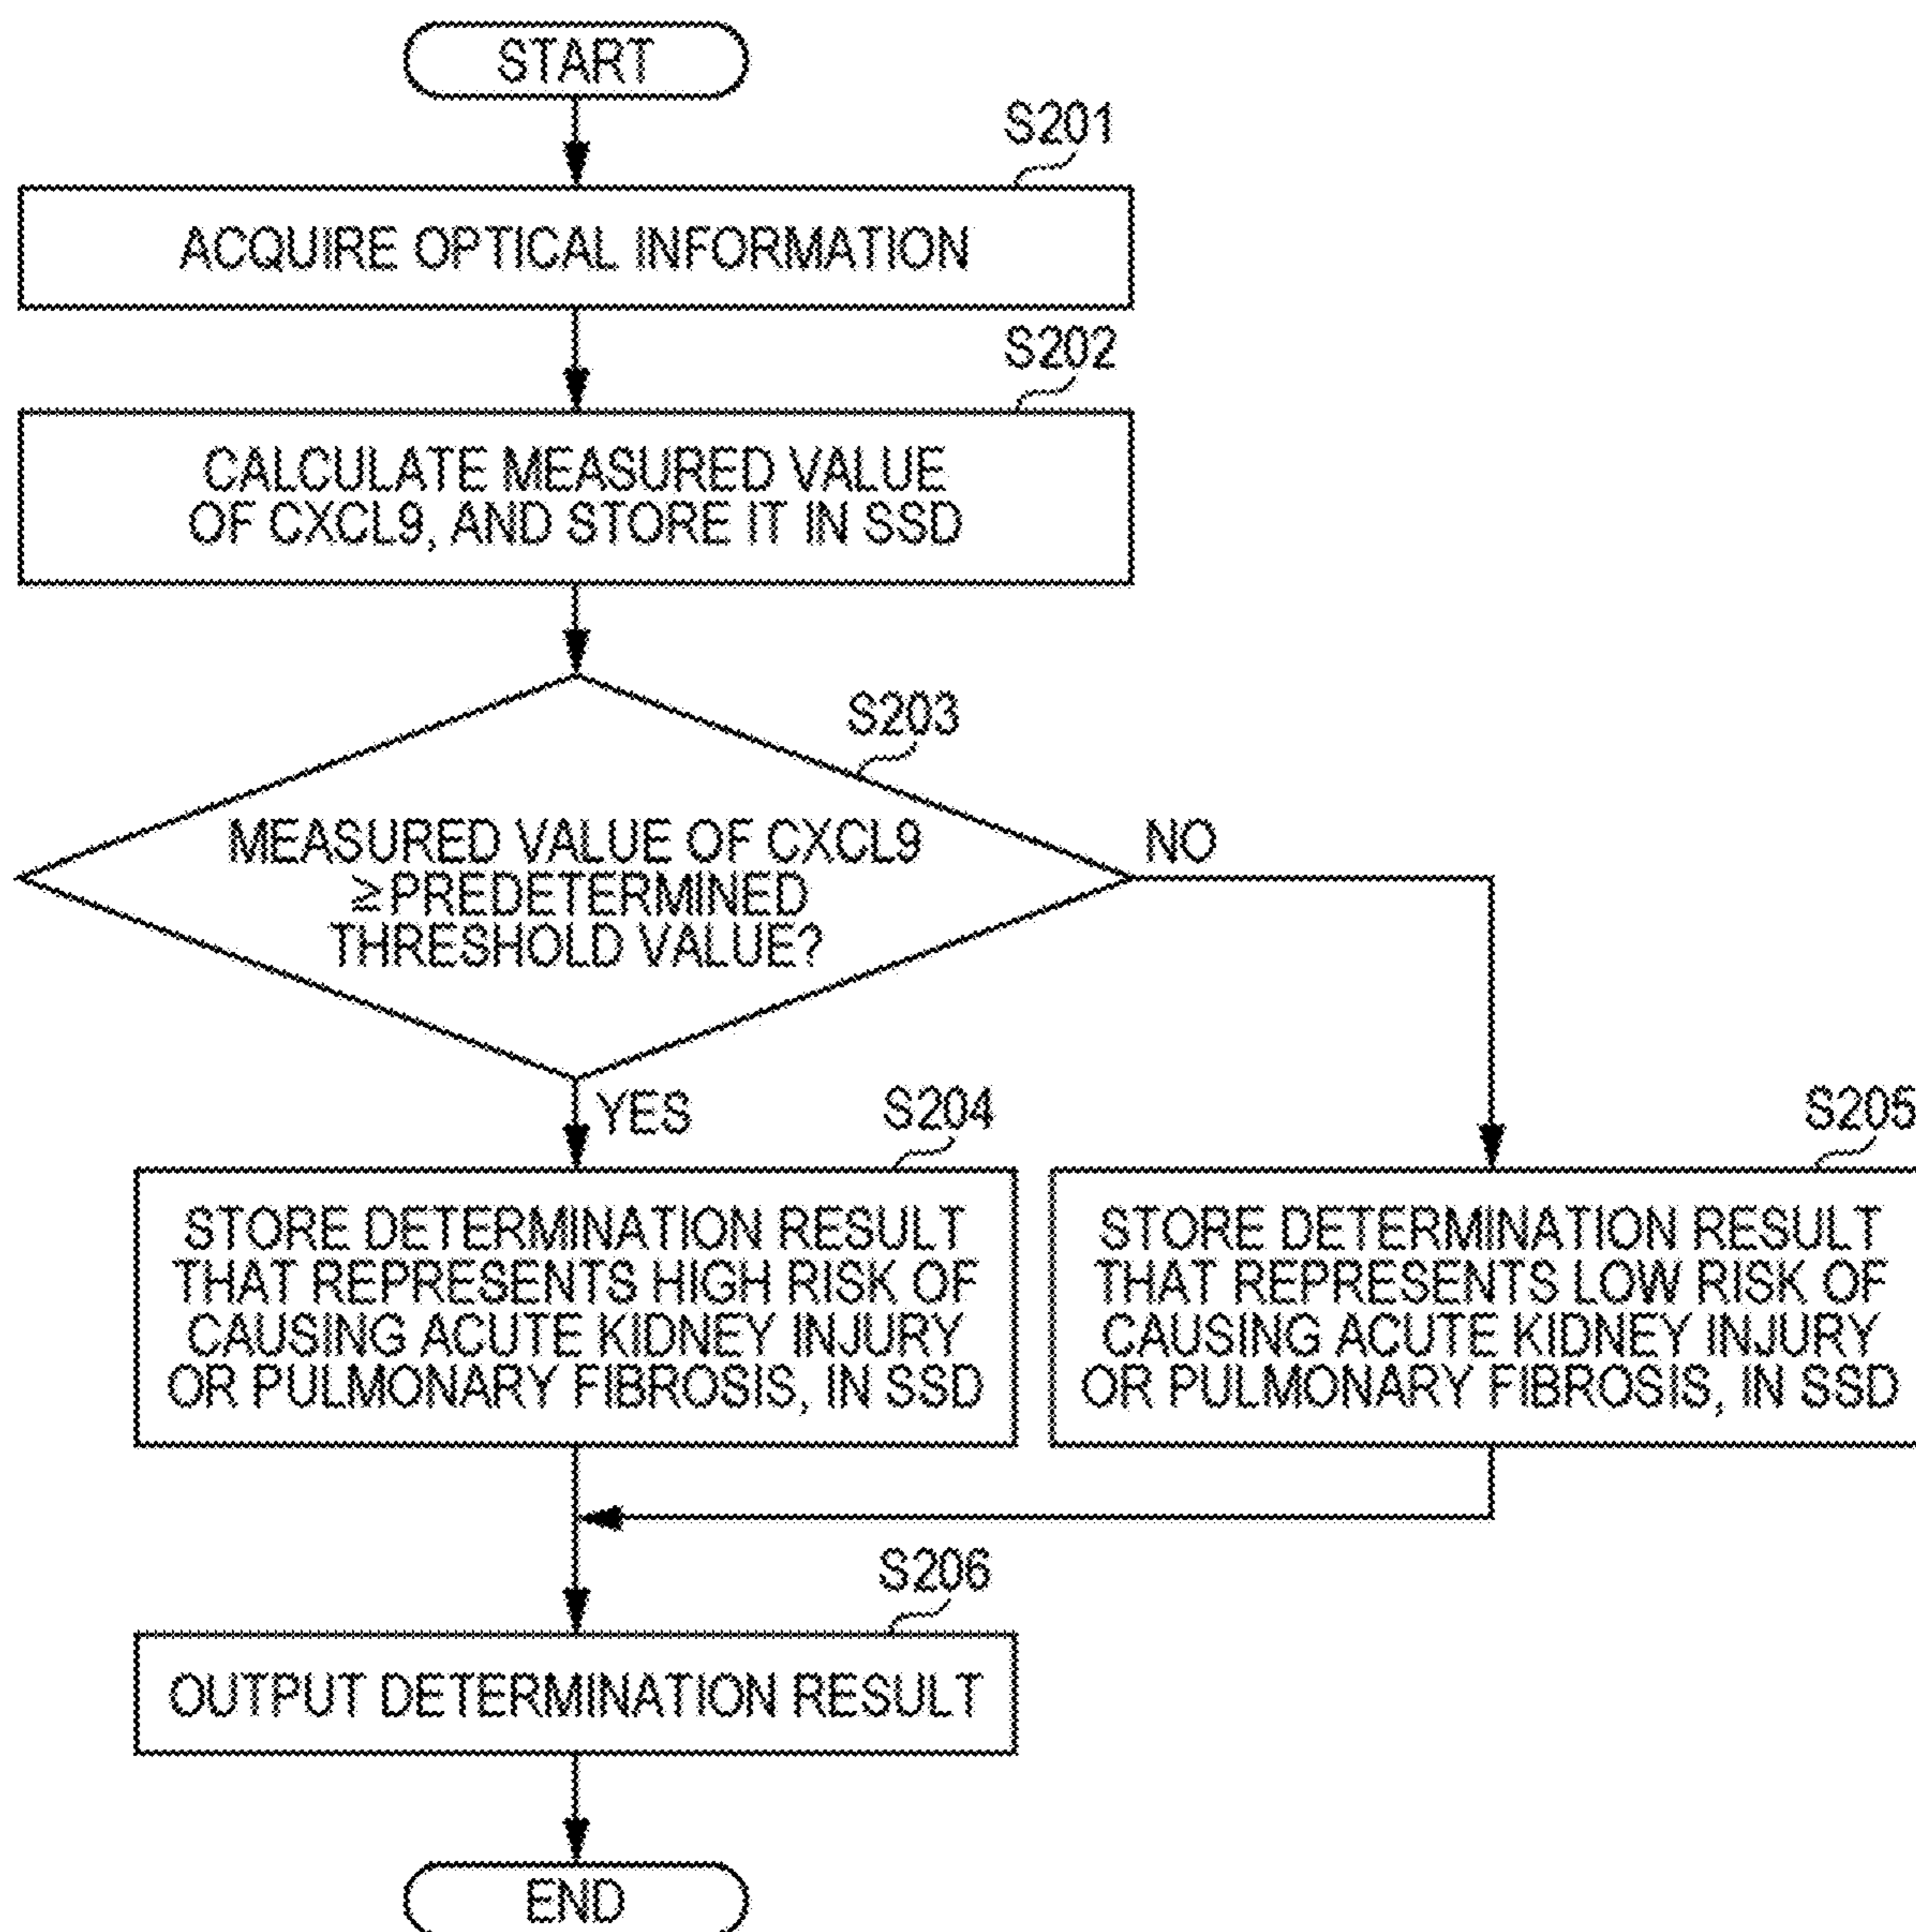 START
S201
ACQUIRE OPTICAL INFORMATION
S202
CALCULATE MEASURED VALUE
OF CXCL9, AND STORE IT IN SSD
S203
MEASURED VALUE OF CXCL9
≥PREDETERMINED
THRESHOLD VALUE?
NO
YES
S204
STORE DETERMINATION RESULT
THAT REPRESENTS HIGH RISK OF
CAUSING ACUTE KIDNEY INJURY
OR PULMONARY FIBROSIS, IN SSD
S205
STORE DETERMINATION RESULT
THAT REPRESENTS LOW RISK OF
CAUSING ACUTE KIDNEY INJURY
OR PULMONARY FIBROSIS, IN SSD
S206
OUTPUT DETERMINATION RESULT
END